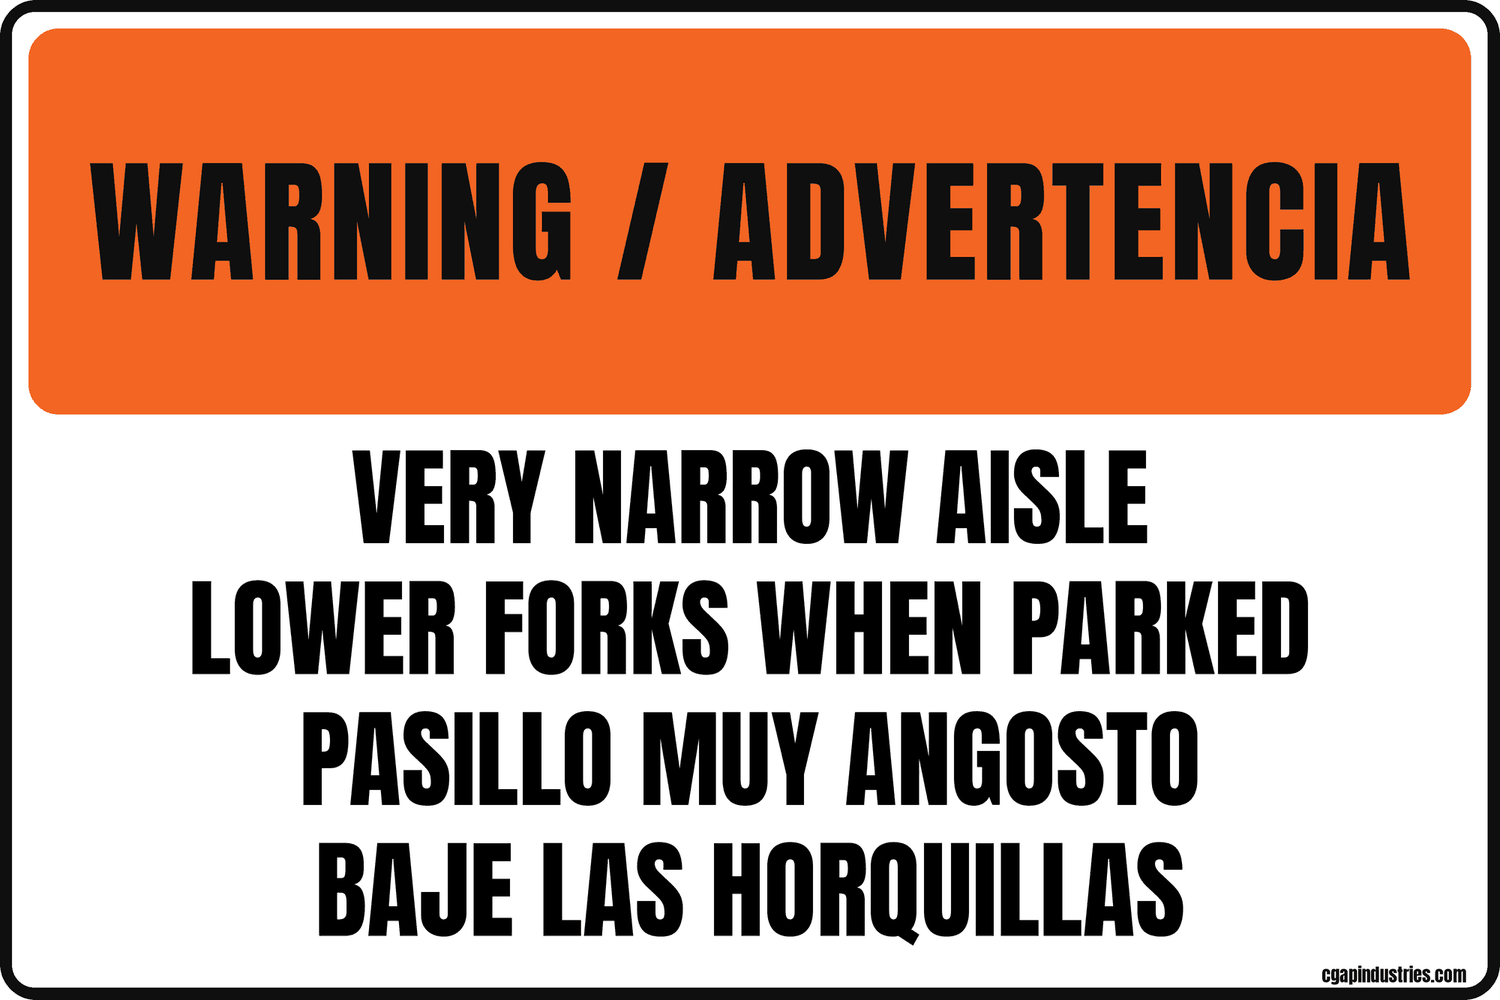 WARNING / ADVERTENCIA
VERY NARROW AISLE
LOWER FORKS WHEN PARKED
PASILLO MUY ANGOSTO
BAJE LAS HORQUILLAS
cgapindustries.com